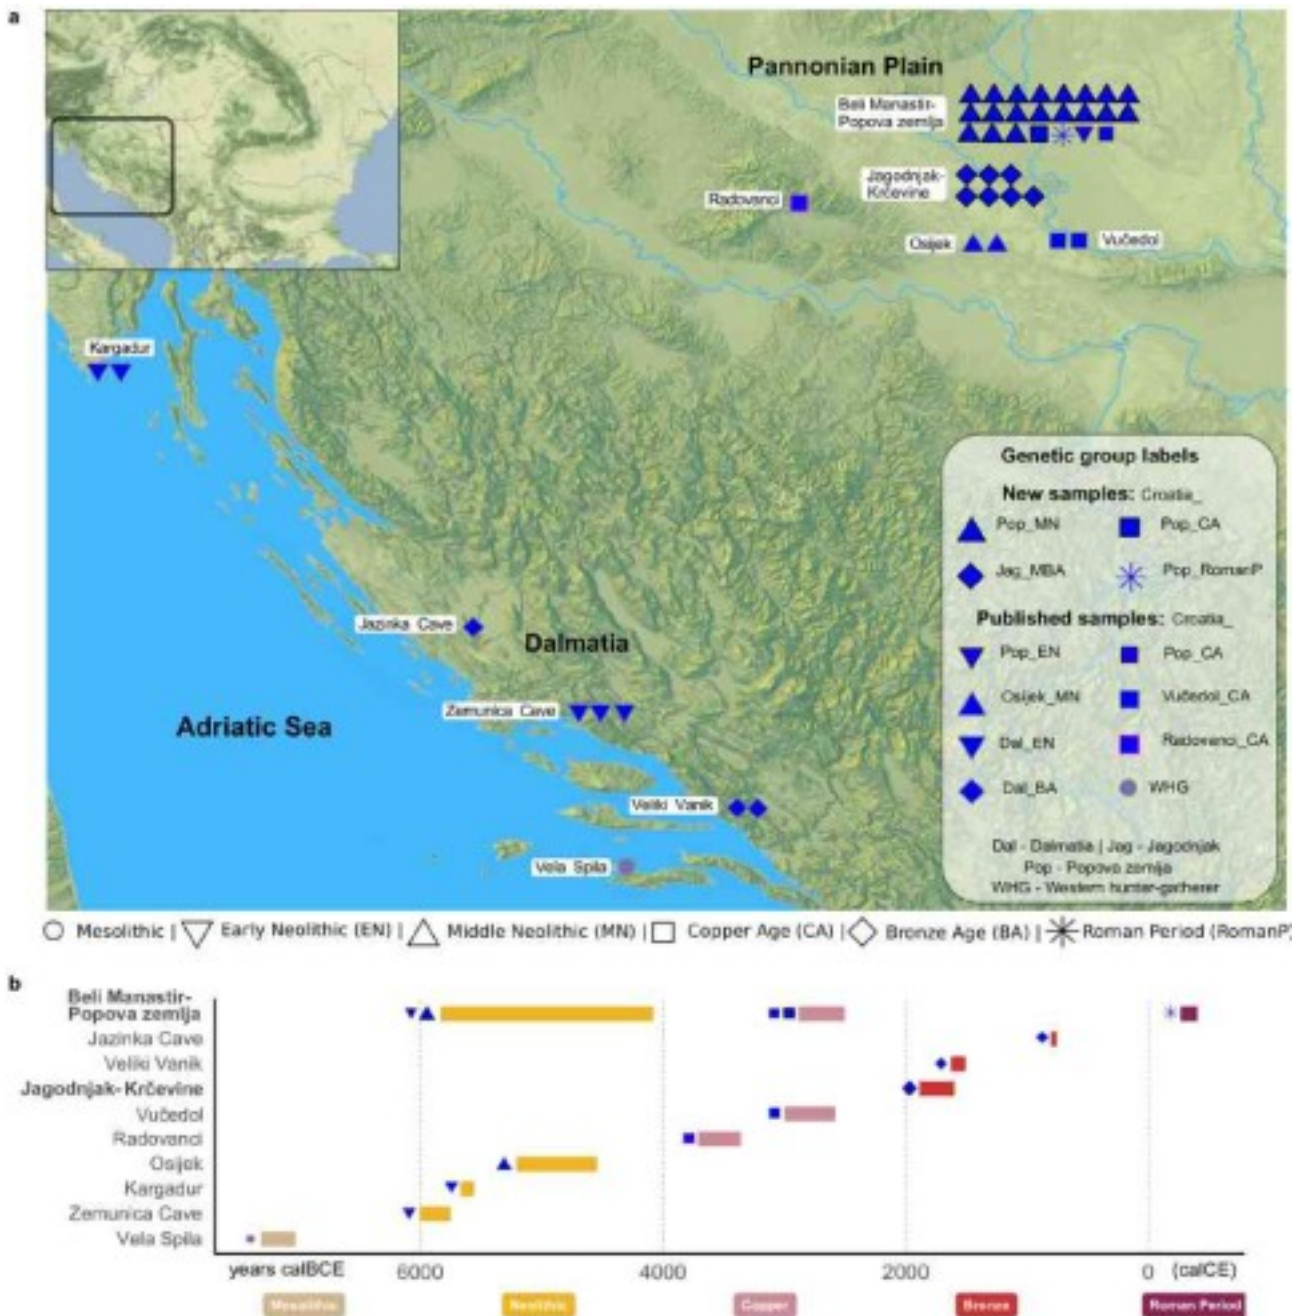 a
Pannonian Plain
Beli Manastir-
Popova zemlja
Jagodnjak-
Krčevine
Radovanci
Osijek
Vučedol
Kargadur
Genetic group labels
New samples: Croatia_
Pop_MN
Pop_CA
Jag_MBA
Pop_RomanP
Published samples: Croatia_
Pop_EN
Pop_CA
Osijek_MN
Vučedol_CA
Dal_EN
Radovanci_CA
Dal_BA
WHG
Dal - Dalmatia | Jag - Jagodnjak
Pop - Popova zemlja
WHG - Western hunter-gatherer
Jazinka Cave
Dalmatia
Zemunica Cave
Adriatic Sea
Veliki Vanik
Vela Spila
Mesolithic | Early Neolithic (EN) | Middle Neolithic (MN) | Copper Age (CA) | Bronze Age (BA) | Roman Period (RomanP)
b
Beli Manastir-
Popova zemlja
Jazinka Cave
Veliki Vanik
Jagodnjak-Krčevine
Vučedol
Radovanci
Osijek
Kargadur
Zemunica Cave
Vela Spila
years calBCE 6000 4000 2000 0 (calCE)
Mesolithic Neolithic Copper Bronze Roman Period